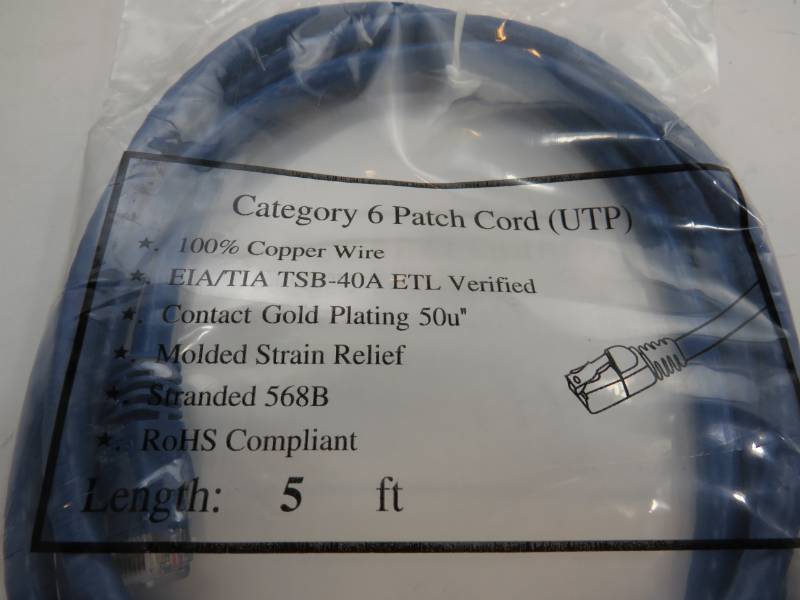 Category 6 Patch Cord (UTP)
★. 100% Copper Wire
★. EIA/TIA TSB-40A ETL Verified
★. Contact Gold Plating 50u"
★. Molded Strain Relief
★. Stranded 568B
★. RoHS Compliant
Length: 5 ft